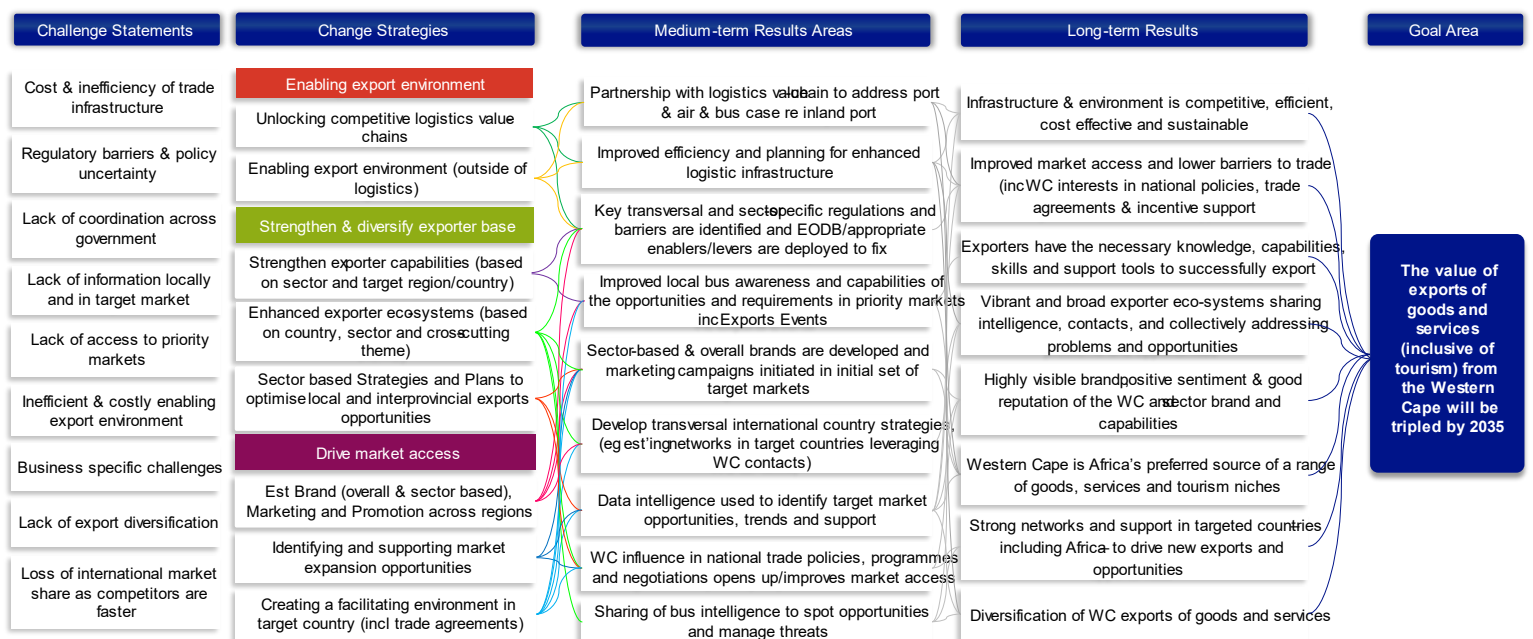 Challenge Statements
Change Strategies
Medium-term Results Areas
Long-term Results
Goal Area
Cost & inefficiency of trade
infrastructure
Regulatory barriers & policy
uncertainty
Lack of coordination across
government
Lack of information locally
and in target market
Lack of access to priority
markets
Inefficient & costly enabling
export environment
Business specific challenges
Lack of export diversification
Loss of international market
share as competitors are
faster
Enabling export environment
Unlocking competitive logistics value-
chains
Enabling export environment (outside of
logistics)
Strengthen & diversify exporter base
Strengthen exporter capabilities (based
on sector and target region/country)
Enhanced exporter ecosystems (based
on country, sector and cross-cutting
theme)
Sector based Strategies and Plans to
optimise local and interprovincial exports
opportunities
Drive market access
Est Brand (overall & sector based),
Marketing and Promotion across regions
Identifying and supporting market
expansion opportunities
Creating a facilitating environment in
target country (incl trade agreements)
Partnership with logistics value-chain to address port
& air & bus case re inland port
Improved efficiency and planning for enhanced
logistic infrastructure
Key transversal and sector-specific regulations and
barriers are identified and EODB/appropriate
enablers/levers are deployed to fix
Improved local bus awareness and capabilities of
the opportunities and requirements in priority markets
inc Exports Events
Sector-based & overall brands are developed and
marketing campaigns initiated in initial set of
target markets
Develop transversal international country strategies,
(eg est'ing networks in target countries leveraging
WC contacts)
Data intelligence used to identify target market
opportunities, trends and support
WC influence in national trade policies, programmes
and negotiations opens up/improves market access
Sharing of bus intelligence to spot opportunities
and manage threats
Infrastructure & environment is competitive, efficient,
cost effective and sustainable
Improved market access and lower barriers to trade
(inc WC interests in national policies, trade
agreements & incentive support
Exporters have the necessary knowledge, capabilities,
skills and support tools to successfully export
Vibrant and broad exporter eco-systems sharing
intelligence, contacts, and collectively addressing
problems and opportunities
Highly visible brand positive sentiment & good
reputation of the WC and sector brand and
capabilities
Western Cape is Africa's preferred source of a range
of goods, services and tourism niches
Strong networks and support in targeted countries –
including Africa – to drive new exports and
opportunities
Diversification of WC exports of goods and services
The value of
exports of
goods and
services
(inclusive of
tourism) from
the Western
Cape will be
tripled by 2035